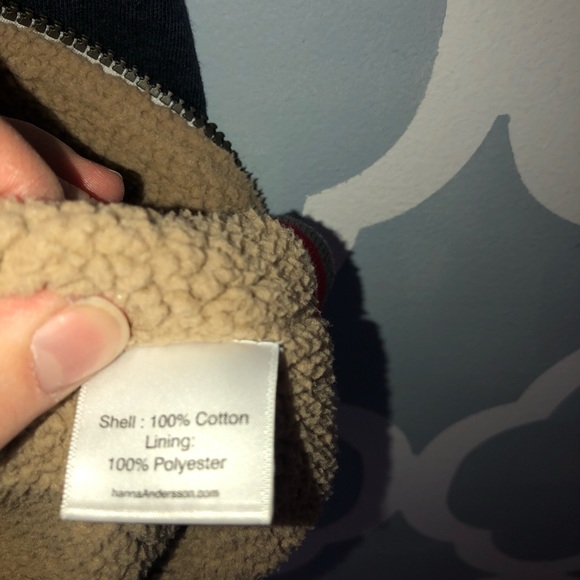 Shell : 100% Cotton
Lining:
100% Polyester
hannaAndersson.com